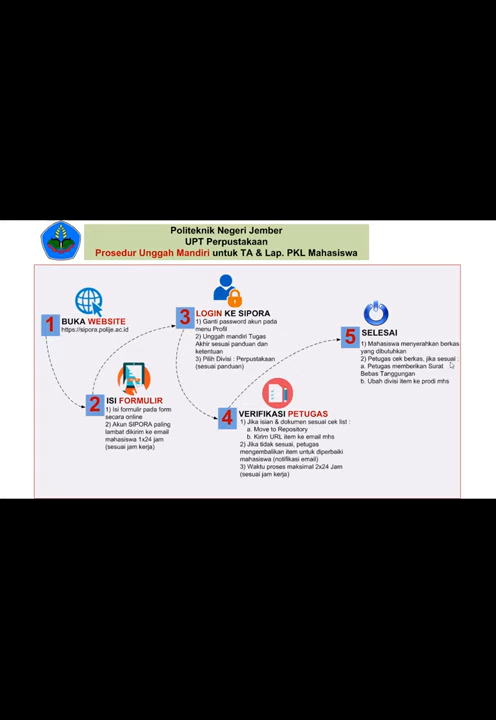 Politeknik Negeri Jember
UPT Perpustakaan
Prosedur Unggah Mandiri untuk TA & Lap. PKL Mahasiswa
1
BUKA WEBSITE
https://sipora.polije.ac.id
2
ISI FORMULIR
1) Isi formulir pada form
secara online
2) Akun SIPORA paling
lambat dikirim ke email
mahasiswa 1x24 jam
(sesuai jam kerja)
3
LOGIN KE SIPORA
1) Ganti password akun pada
menu Profil
2) Unggah mandiri Tugas
Akhir sesuai panduan dan
ketentuan
3) Pilih Divisi : Perpustakaan
(sesuai panduan)
4
VERIFIKASI PETUGAS
1) Jika isian & dokumen sesuai cek list :
a. Move to Repository
b. Kirim URL item ke email mhs
2) Jika tidak sesuai, petugas
mengembalikan item untuk diperbaiki
mahasiswa (notifikasi email)
3) Waktu proses maksimal 2x24 Jam
(sesuai jam kerja)
5
SELESAI
1) Mahasiswa menyerahkan berkas
yang dibutuhkan
2) Petugas cek berkas, jika sesuai
a. Petugas memberikan Surat
Bebas Tanggungan
b. Ubah divisi item ke prodi mhs